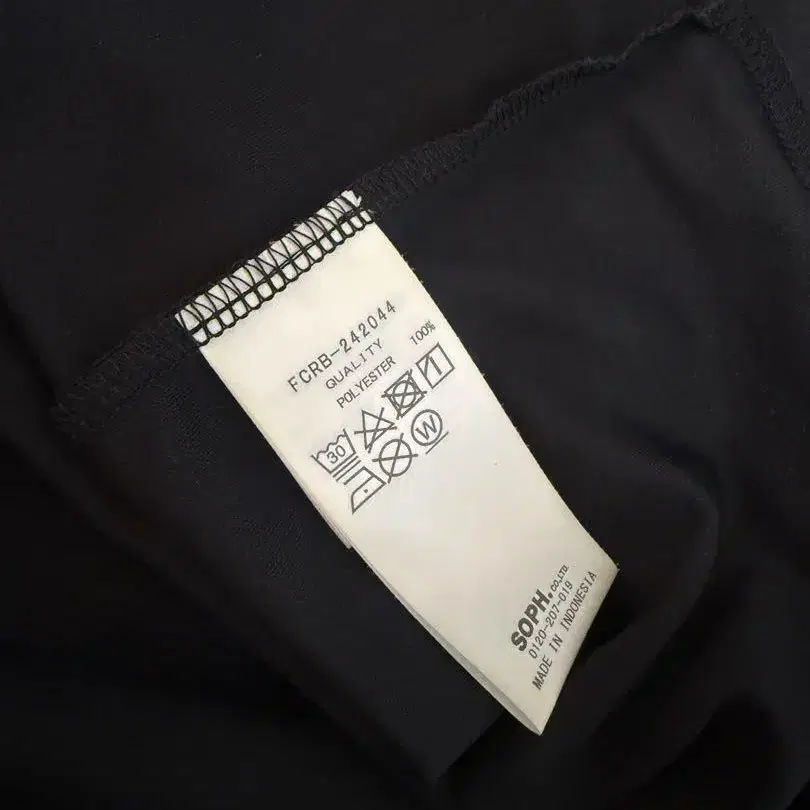 FCRB-242044
QUALITY
POLYESTER 100%
30
W
SOPH. CO.,LTD.
0120-207-019
MADE IN INDONESIA